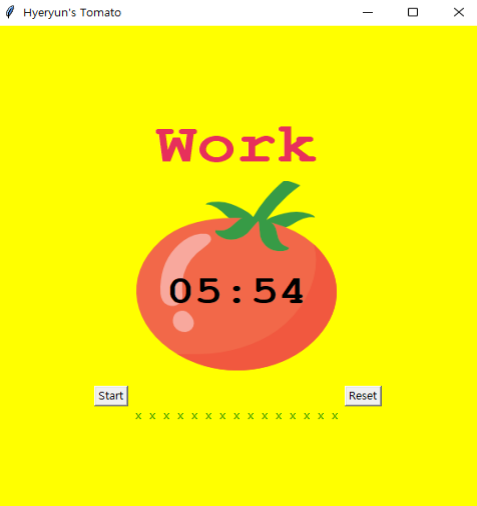 Hyeryun's Tomato
Work
05:54
Start
Reset
x x x x x x x x x x x x x x x